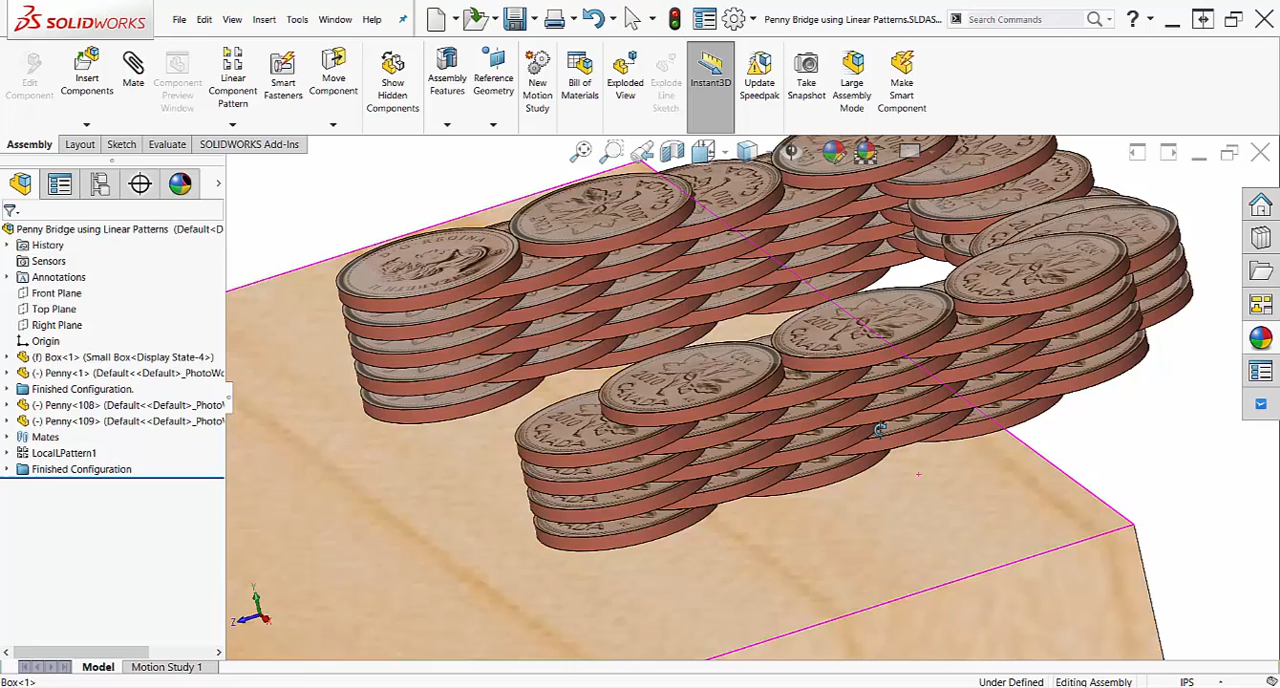 SOLIDWORKS
File Edit View Insert Tools Window Help
Penny Bridge using Linear Patterns.SLDAS...
Search Commands
Edit Component
Insert Components
Mate
Component Preview Window
Linear Component Pattern
Smart Fasteners
Move Component
Show Hidden Components
Assembly Features
Reference Geometry
New Motion Study
Bill of Materials
Exploded View
Explode Line Sketch
Instant3D
Update Speedpak
Take Snapshot
Large Assembly Mode
Make Smart Component
Assembly Layout Sketch Evaluate SOLIDWORKS Add-Ins
Penny Bridge using Linear Patterns (Default<D
History
Sensors
Annotations
Front Plane
Top Plane
Right Plane
Origin
(f) Box<1> (Small Box<Display State-4>)
(-) Penny<1> (Default<<Default>_PhotoWo
Finished Configuration.
(-) Penny<108> (Default<<Default>_Photo
(-) Penny<109> (Default<<Default>_Photo
Mates
LocalLPattern1
Finished Configuration
Y
Z
X
Model Motion Study 1
Box<1>
Under Defined Editing Assembly IPS